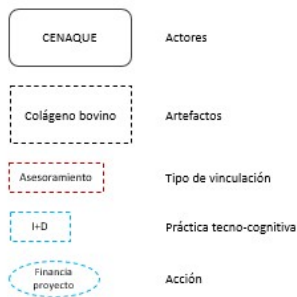 CENAQUE Actores
Colágeno bovino Artefactos
Asesoramiento Tipo de vinculación
I+D Práctica tecno-cognitiva
Financia
proyecto Acción